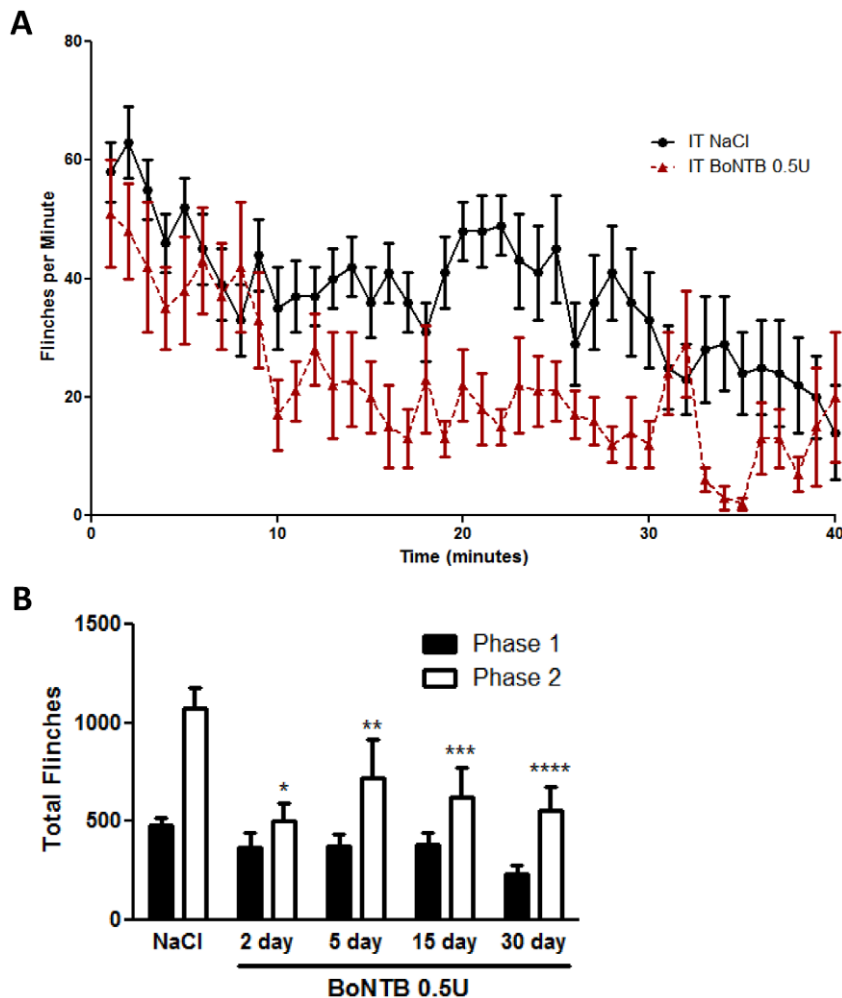 A
80
60
40
20
0
Flinches per Minute
IT NaCl
IT BoNTB 0.5U
0 10 20 30 40
Time (minutes)
B
1500
1000
500
0
Total Flinches
Phase 1
Phase 2
*
**
***
****
NaCl 2 day 5 day 15 day 30 day
BoNTB 0.5U